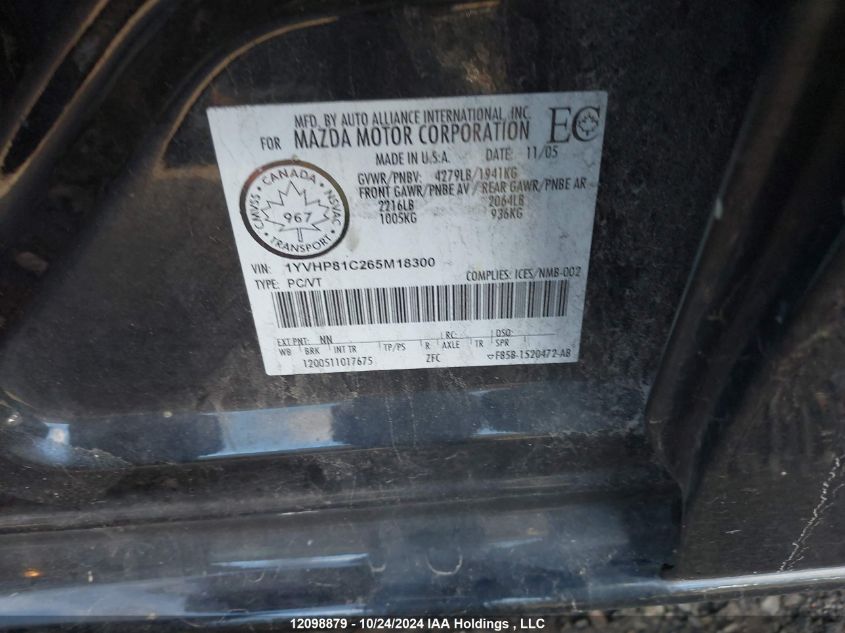 MFD. BY AUTO ALLIANCE INTERNATIONAL, INC.
FOR MAZDA MOTOR CORPORATION
EC
MADE IN U.S.A. DATE: 11/05
GVWR/PNBV: 4279LB/1941KG
FRONT GAWR/PNBE AV / REAR GAWR/PNBE AR
2216LB 2064LB
1005KG 936KG
CANADA
CMVSS NSVAC
967
TRANSPORT
VIN: 1YVHP81C265M18300
TYPE: PC/VT COMPLIES: ICES/NMB-002
EXT PNT: NN RC: DSO:
WB BRK INT TR TP/PS R AXLE TR SPR
1200511017675 ZFC F85B-1520472-AB
12098879 - 10/24/2024 IAA Holdings , LLC